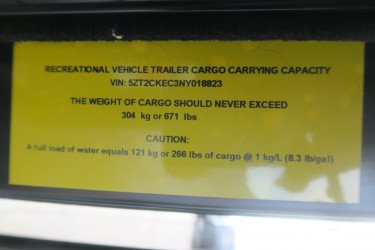 RECREATIONAL VEHICLE TRAILER CARGO CARRYING CAPACITY
VIN: 5ZT2CKEC3NY018823
THE WEIGHT OF CARGO SHOULD NEVER EXCEED
304 kg or 671 lbs
CAUTION:
A full load of water equals 121 kg or 266 lbs of cargo @ 1 kg/L (8.3 lb/gal)